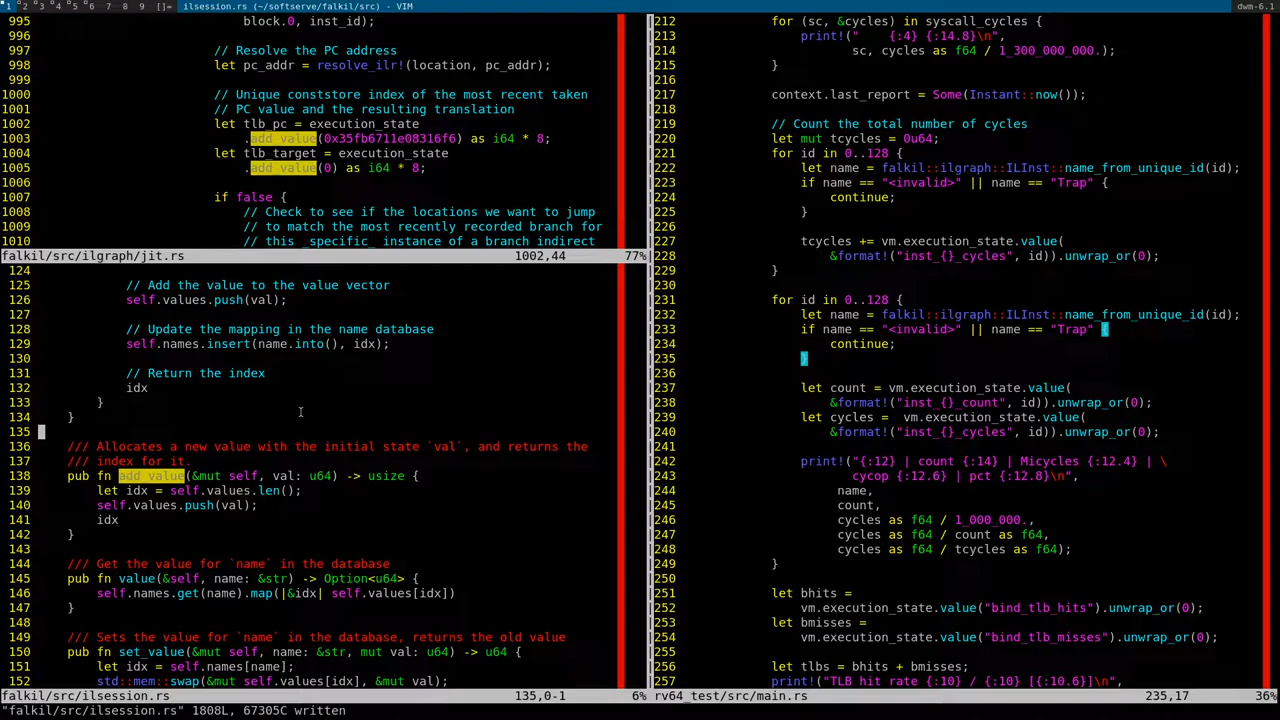 1 2 3 4 5 6 7 8 9 []= ilsession.rs (~/softserve/falkil/src) - VIM dwm-6.1
995 block.0, inst_id);
996
997 // Resolve the PC address
998 let pc_addr = resolve_ilr!(location, pc_addr);
999
1000 // Unique conststore index of the most recent taken
1001 // PC value and the resulting translation
1002 let tlb_pc = execution_state
1003 .add_value(0x35fb6711e08316f6) as i64 * 8;
1004 let tlb_target = execution_state
1005 .add_value(0) as i64 * 8;
1006
1007 if false {
1008 // Check to see if the locations we want to jump
1009 // to match the most recently recorded branch for
1010 // this _specific_ instance of a branch indirect
falkil/src/ilgraph/jit.rs 1002,44 77%
124
125 // Add the value to the value vector
126 self.values.push(val);
127
128 // Update the mapping in the name database
129 self.names.insert(name.into(), idx);
130
131 // Return the index
132 idx
133 }
134 }
135
136 /// Allocates a new value with the initial state `val`, and returns the
137 /// index for it.
138 pub fn add_value(&mut self, val: u64) -> usize {
139 let idx = self.values.len();
140 self.values.push(val);
141 idx
142 }
143
144 /// Get the value for `name` in the database
145 pub fn value(&self, name: &str) -> Option<u64> {
146 self.names.get(name).map(|&idx| self.values[idx])
147 }
148
149 /// Sets the value for `name` in the database, returns the old value
150 pub fn set_value(&mut self, name: &str, mut val: u64) -> u64 {
151 let idx = self.names[name];
152 std::mem::swap(&mut self.values[idx], &mut val);
falkil/src/ilsession.rs 135,0-1 6%
"falkil/src/ilsession.rs" 1808L, 67305C written
212 for (sc, &cycles) in syscall_cycles {
213 print!(" {:4} {:14.8}\n",
214 sc, cycles as f64 / 1_300_000_000.);
215 }
216
217 context.last_report = Some(Instant::now());
218
219 // Count the total number of cycles
220 let mut tcycles = 0u64;
221 for id in 0..128 {
222 let name = falkil::ilgraph::ILInst::name_from_unique_id(id);
223 if name == "<invalid>" || name == "Trap" {
224 continue;
225 }
226
227 tcycles += vm.execution_state.value(
228 &format!("inst_{}_cycles", id)).unwrap_or(0);
229 }
230
231 for id in 0..128 {
232 let name = falkil::ilgraph::ILInst::name_from_unique_id(id);
233 if name == "<invalid>" || name == "Trap" {
234 continue;
235 }
236
237 let count = vm.execution_state.value(
238 &format!("inst_{}_count", id)).unwrap_or(0);
239 let cycles = vm.execution_state.value(
240 &format!("inst_{}_cycles", id)).unwrap_or(0);
241
242 print!("{:12} | count {:14} | Micycles {:12.4} | \
243 cycop {:12.6} | pct {:12.8}\n",
244 name,
245 count,
246 cycles as f64 / 1_000_000.,
247 cycles as f64 / count as f64,
248 cycles as f64 / tcycles as f64);
249 }
250
251 let bhits =
252 vm.execution_state.value("bind_tlb_hits").unwrap_or(0);
253 let bmisses =
254 vm.execution_state.value("bind_tlb_misses").unwrap_or(0);
255
256 let tlbs = bhits + bmisses;
257 print!("TLB hit rate {:10} / {:10} [{:10.6}]\n",
rv64_test/src/main.rs 235,17 36%